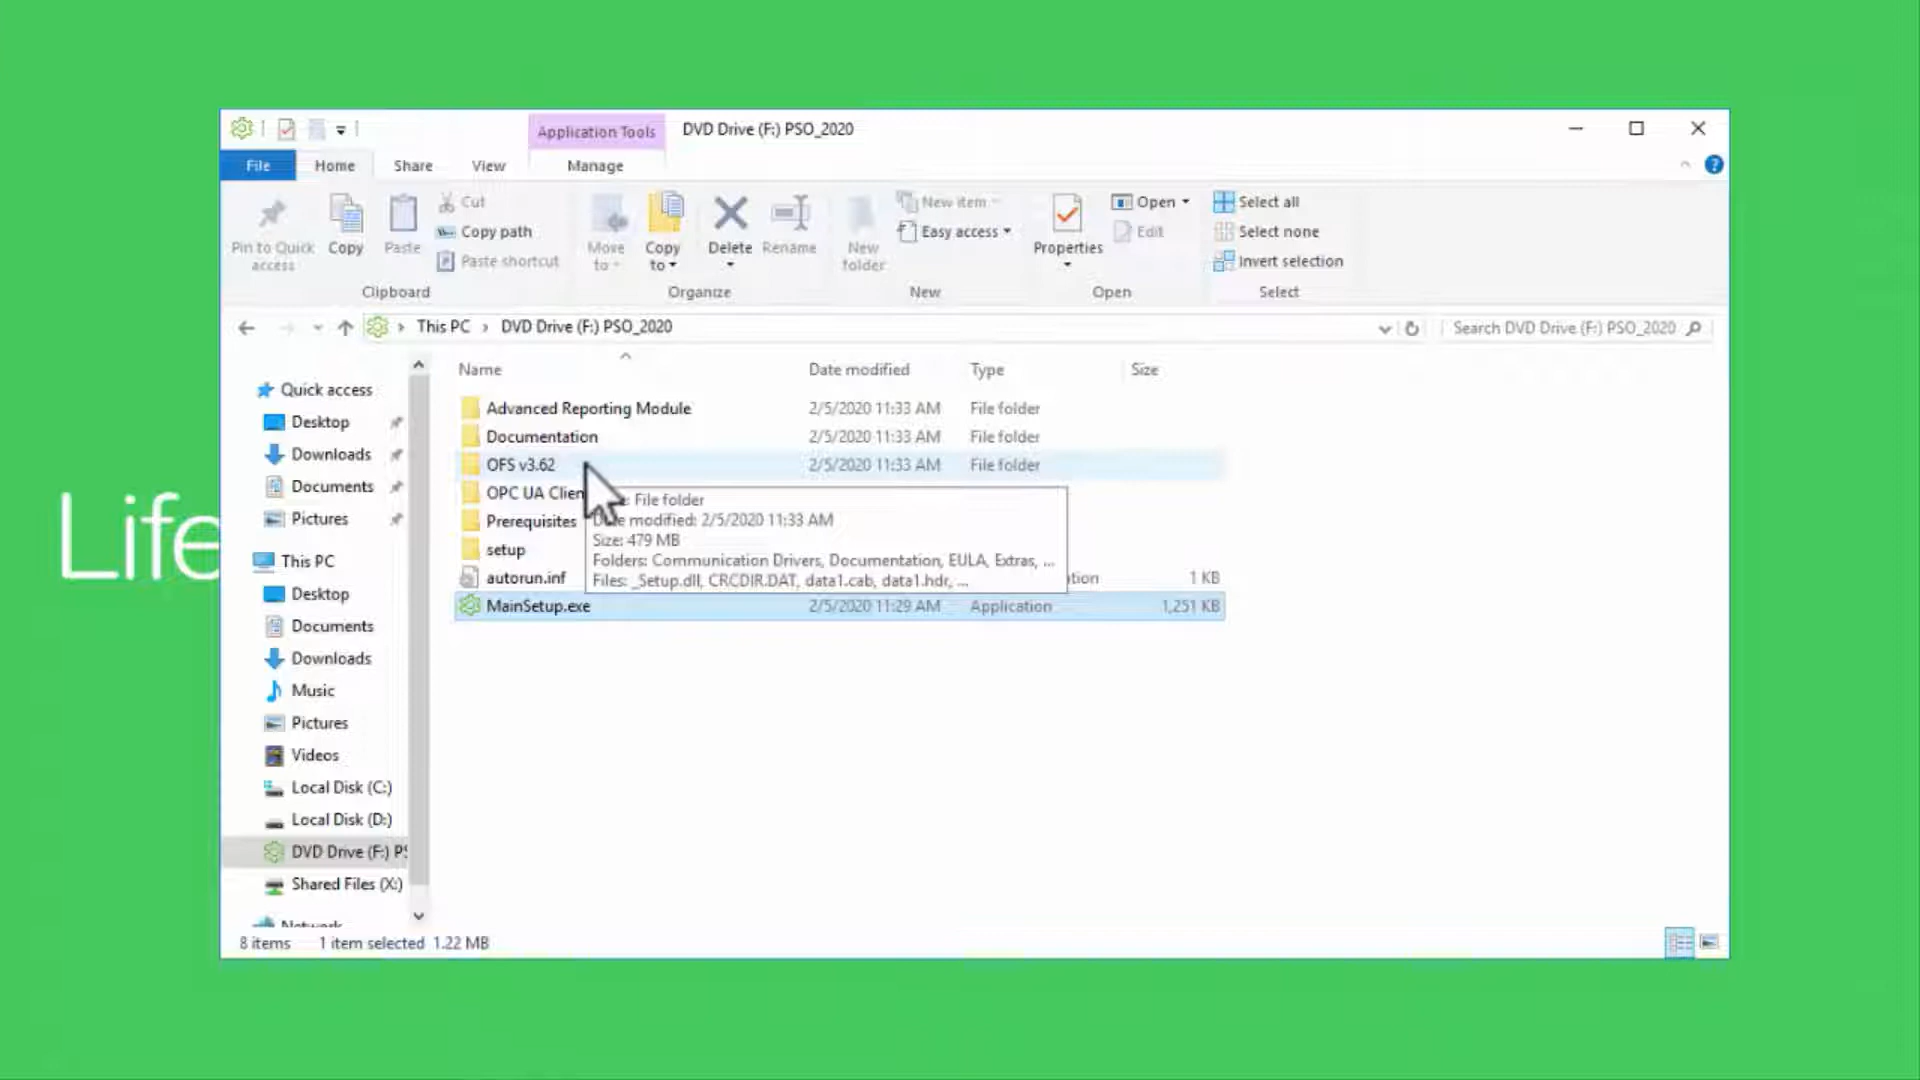 Life
Application Tools
DVD Drive (F:) PSO_2020
File
Home
Share
View
Manage
Pin to Quick access
Copy
Paste
Cut
Copy path
Paste shortcut
Clipboard
Move to
Copy to
Delete
Rename
Organize
New folder
New item
Easy access
New
Properties
Open
Edit
Open
Select all
Select none
Invert selection
Select
This PC
DVD Drive (F:) PSO_2020
Search DVD Drive (F:) PSO_2020
Quick access
Desktop
Downloads
Documents
Pictures
This PC
Desktop
Documents
Downloads
Music
Pictures
Videos
Local Disk (C:)
Local Disk (D:)
DVD Drive (F:) PS
Shared Files (X:)
Network
Name Date modified Type Size
Advanced Reporting Module 2/5/2020 11:33 AM File folder
Documentation 2/5/2020 11:33 AM File folder
OFS v3.62 2/5/2020 11:33 AM File folder
OPC UA Clien
Prerequisites
setup
autorun.inf 1 KB
MainSetup.exe 2/5/2020 11:29 AM Application 1,251 KB
: File folder
modified: 2/5/2020 11:33 AM
Size: 479 MB
Folders: Communication Drivers, Documentation, EULA, Extras, ...
Files: _Setup.dll, CRCDIR.DAT, data1.cab, data1.hdr, ...
8 items 1 item selected 1.22 MB